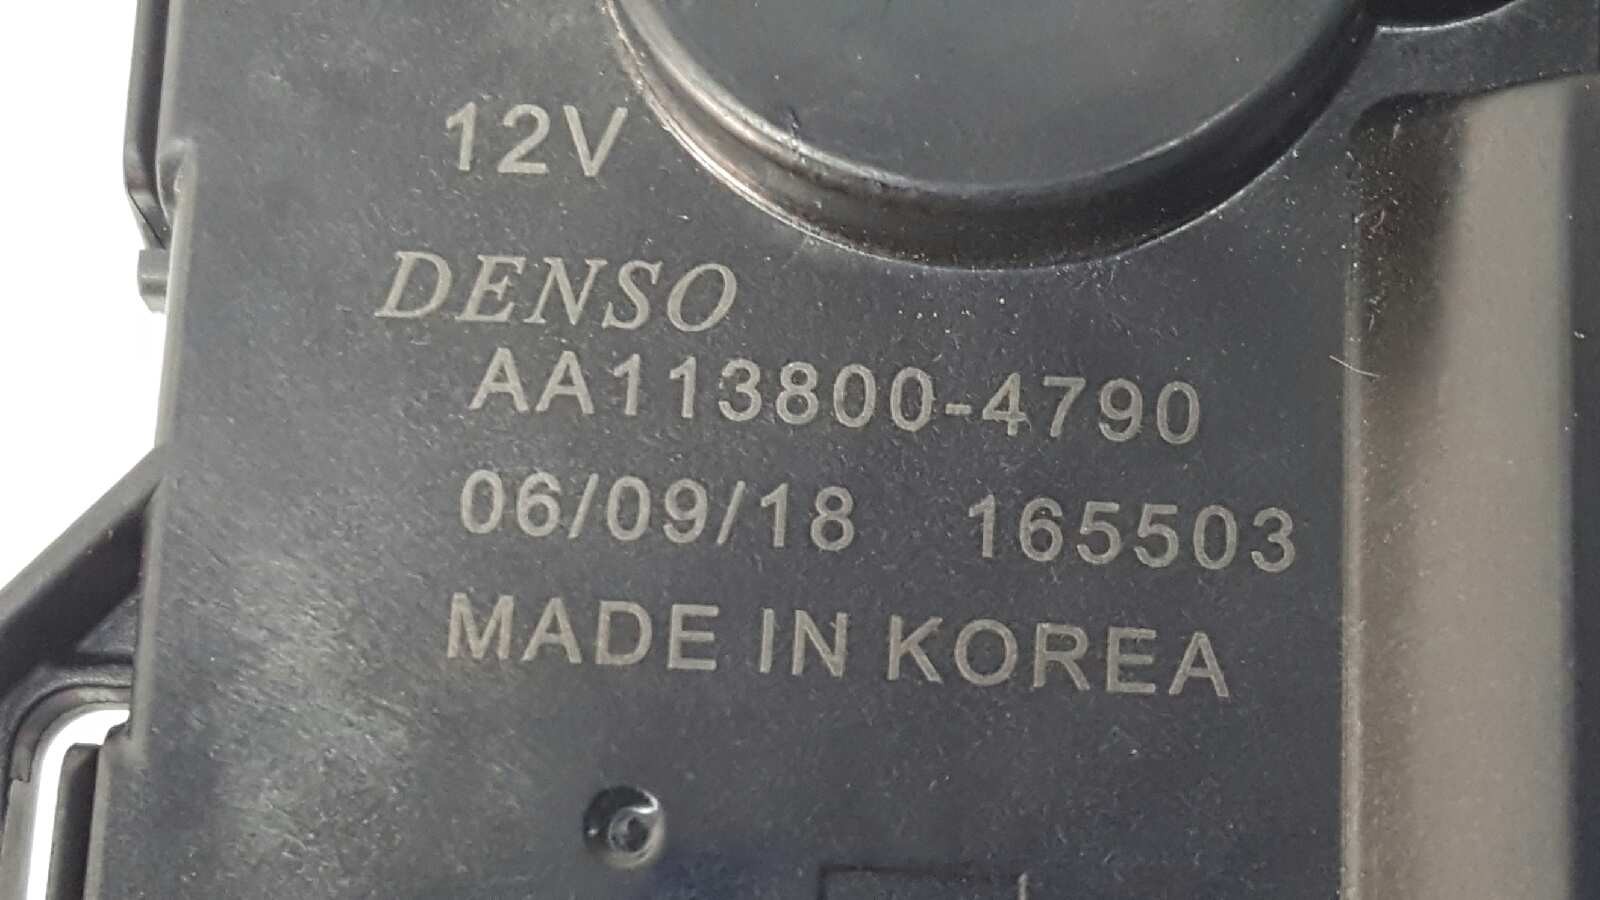 12V
DENSO
AA113800-4790
06/09/18 165503
MADE IN KOREA